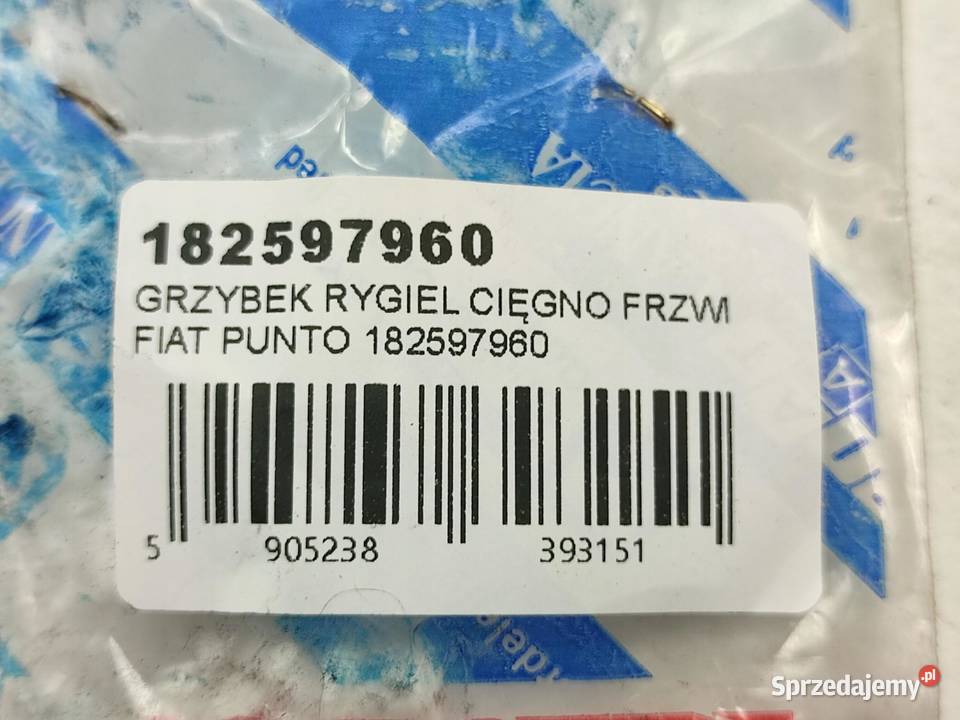 182597960
GRZYBEK RYGIEL CIĘGNO FRZWI
FIAT PUNTO 182597960
5 905238 393151
Sprzedajemy.pl